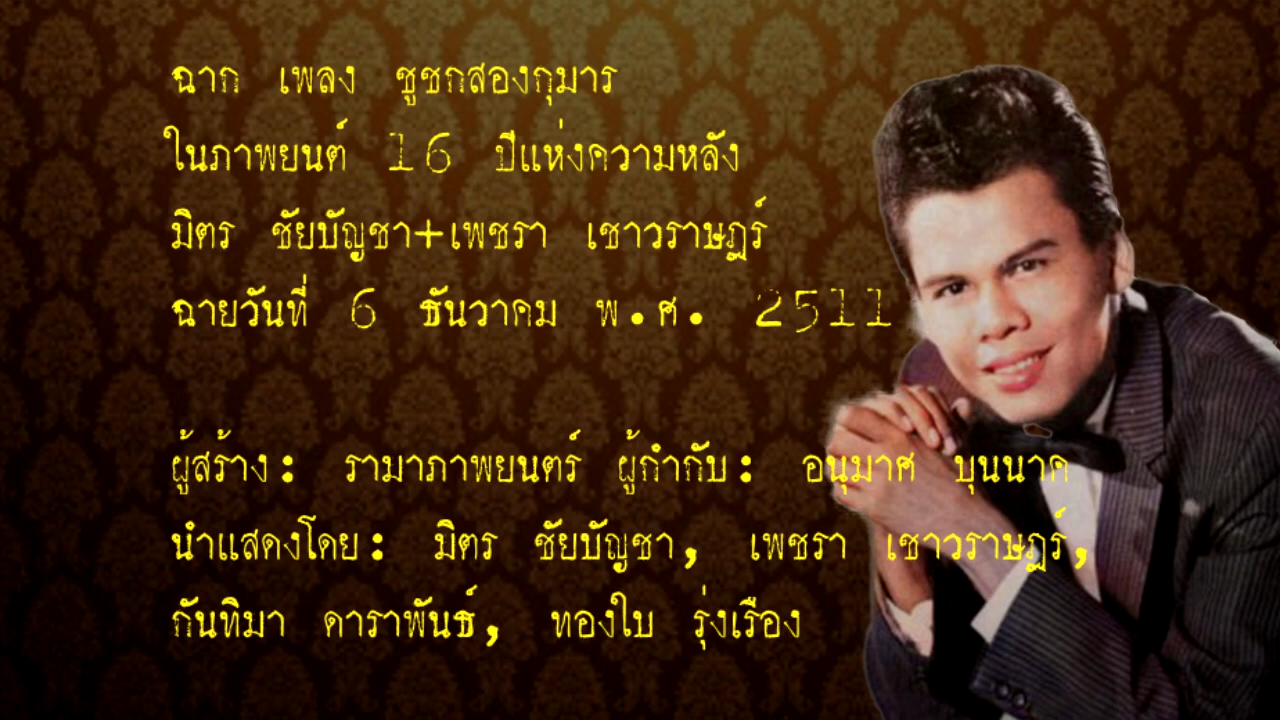 ฉาก เพลง ชูชกสองกุมาร
ในภาพยนต์ 16 ปีแห่งความหลัง
มิตร ชัยบัญชา+เพชรา เชาวราษฎร์
ฉายวันที่ 6 ธันวาคม พ.ศ. 2511
ผู้สร้าง: รามาภาพยนตร์ ผู้กำกับ: อนุมาศ บุนนาค
นำแสดงโดย: มิตร ชัยบัญชา, เพชรา เชาวราษฎร์,
กันทิมา ดาราพันธ์, ทองใบ รุ่งเรือง